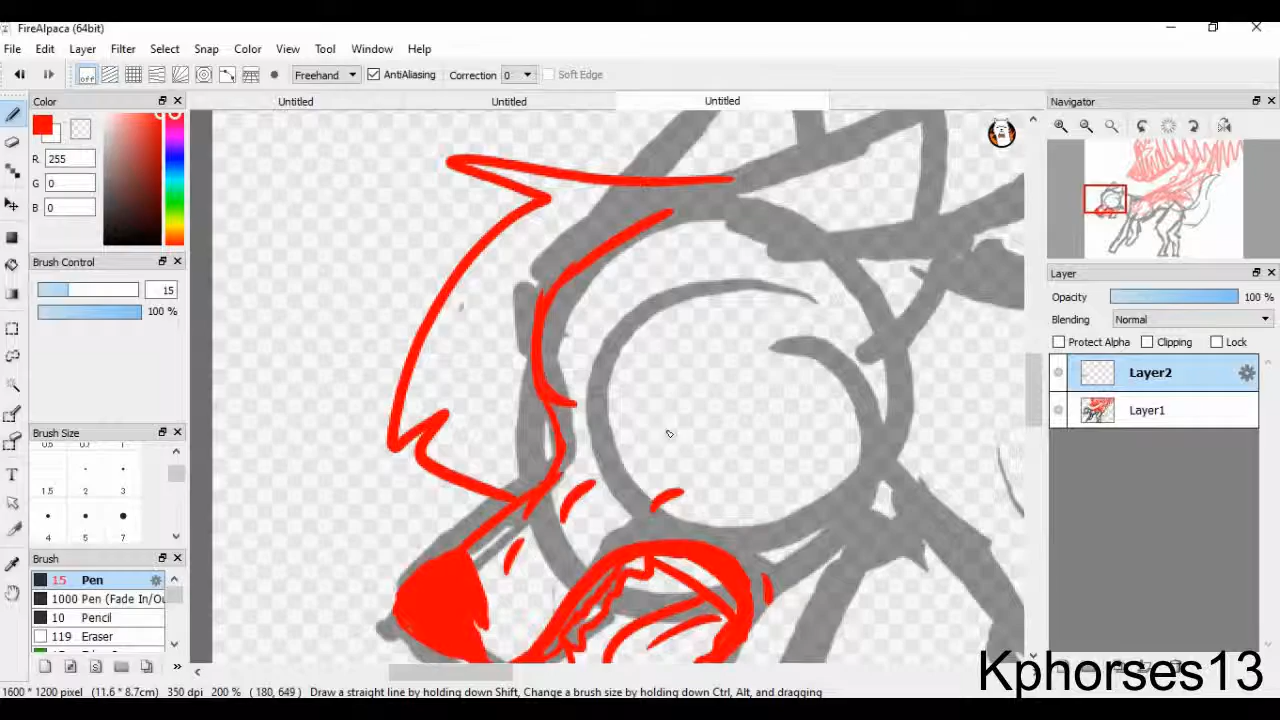 FireAlpaca (64bit)
File Edit Layer Filter Select Snap Color View Tool Window Help
off Freehand AntiAliasing Correction 0 Soft Edge
Color Untitled Untitled Untitled Navigator
R 255
G 0
B 0
Brush Control
15
100 %
Brush Size
1.5 2 3
4 5 7
Brush
15 Pen
1000 Pen (Fade In/Ou
10 Pencil
119 Eraser
Layer
Opacity 100 %
Blending Normal
Protect Alpha Clipping Lock
Layer2
Layer1
1600 * 1200 pixel (11.6 * 8.7cm) 350 dpi 200 % ( 180, 649 ) Draw a straight line by holding down Shift, Change a brush size by holding down Ctrl, Alt, and dragging
Kphorses13